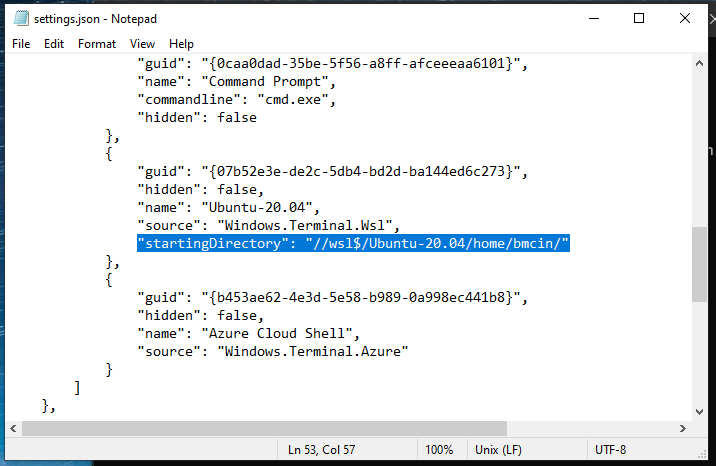 settings.json - Notepad
File Edit Format View Help
"guid": "{0caa0dad-35be-5f56-a8ff-afceeeaa6101}",
"name": "Command Prompt",
"commandline": "cmd.exe",
"hidden": false
},
{
"guid": "{07b52e3e-de2c-5db4-bd2d-ba144ed6c273}",
"hidden": false,
"name": "Ubuntu-20.04",
"source": "Windows.Terminal.Wsl",
"startingDirectory": "//wsl$/Ubuntu-20.04/home/bmcin/"
},
{
"guid": "{b453ae62-4e3d-5e58-b989-0a998ec441b8}",
"hidden": false,
"name": "Azure Cloud Shell",
"source": "Windows.Terminal.Azure"
}
]
},
Ln 53, Col 57 100% Unix (LF) UTF-8